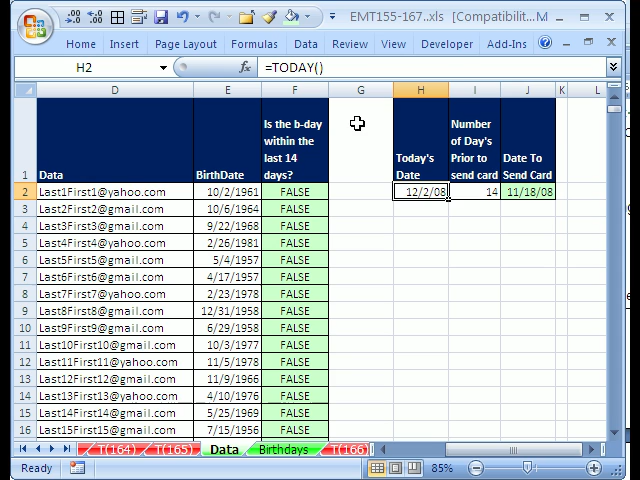 EMT155-167..xls [Compatibilit...M
Home Insert Page Layout Formulas Data Review View Developer Add-Ins
H2 fx =TODAY()
D E F G H I J K L
1 Data BirthDate Is the b-day within the last 14 days? Today's Date Number of Day's Prior to send card Date To Send Card
2 Last1First1@yahoo.com 10/2/1961 FALSE 12/2/08 14 11/18/08
3 Last2First2@gmail.com 10/6/1964 FALSE
4 Last3First3@gmail.com 9/22/1968 FALSE
5 Last4First4@yahoo.com 2/26/1981 FALSE
6 Last5First5@gmail.com 5/4/1957 FALSE
7 Last6First6@gmail.com 4/17/1957 FALSE
8 Last7First7@yahoo.com 2/23/1978 FALSE
9 Last8First8@gmail.com 12/31/1958 FALSE
10 Last9First9@gmail.com 6/29/1958 FALSE
11 Last10First10@gmail.com 10/3/1977 FALSE
12 Last11First11@yahoo.com 11/5/1978 FALSE
13 Last12First12@gmail.com 11/9/1966 FALSE
14 Last13First13@yahoo.com 4/10/1976 FALSE
15 Last14First14@gmail.com 5/25/1969 FALSE
16 Last15First15@gmail.com 7/15/1956 FALSE
T(164) T(165) Data Birthdays T(166)
Ready 85%